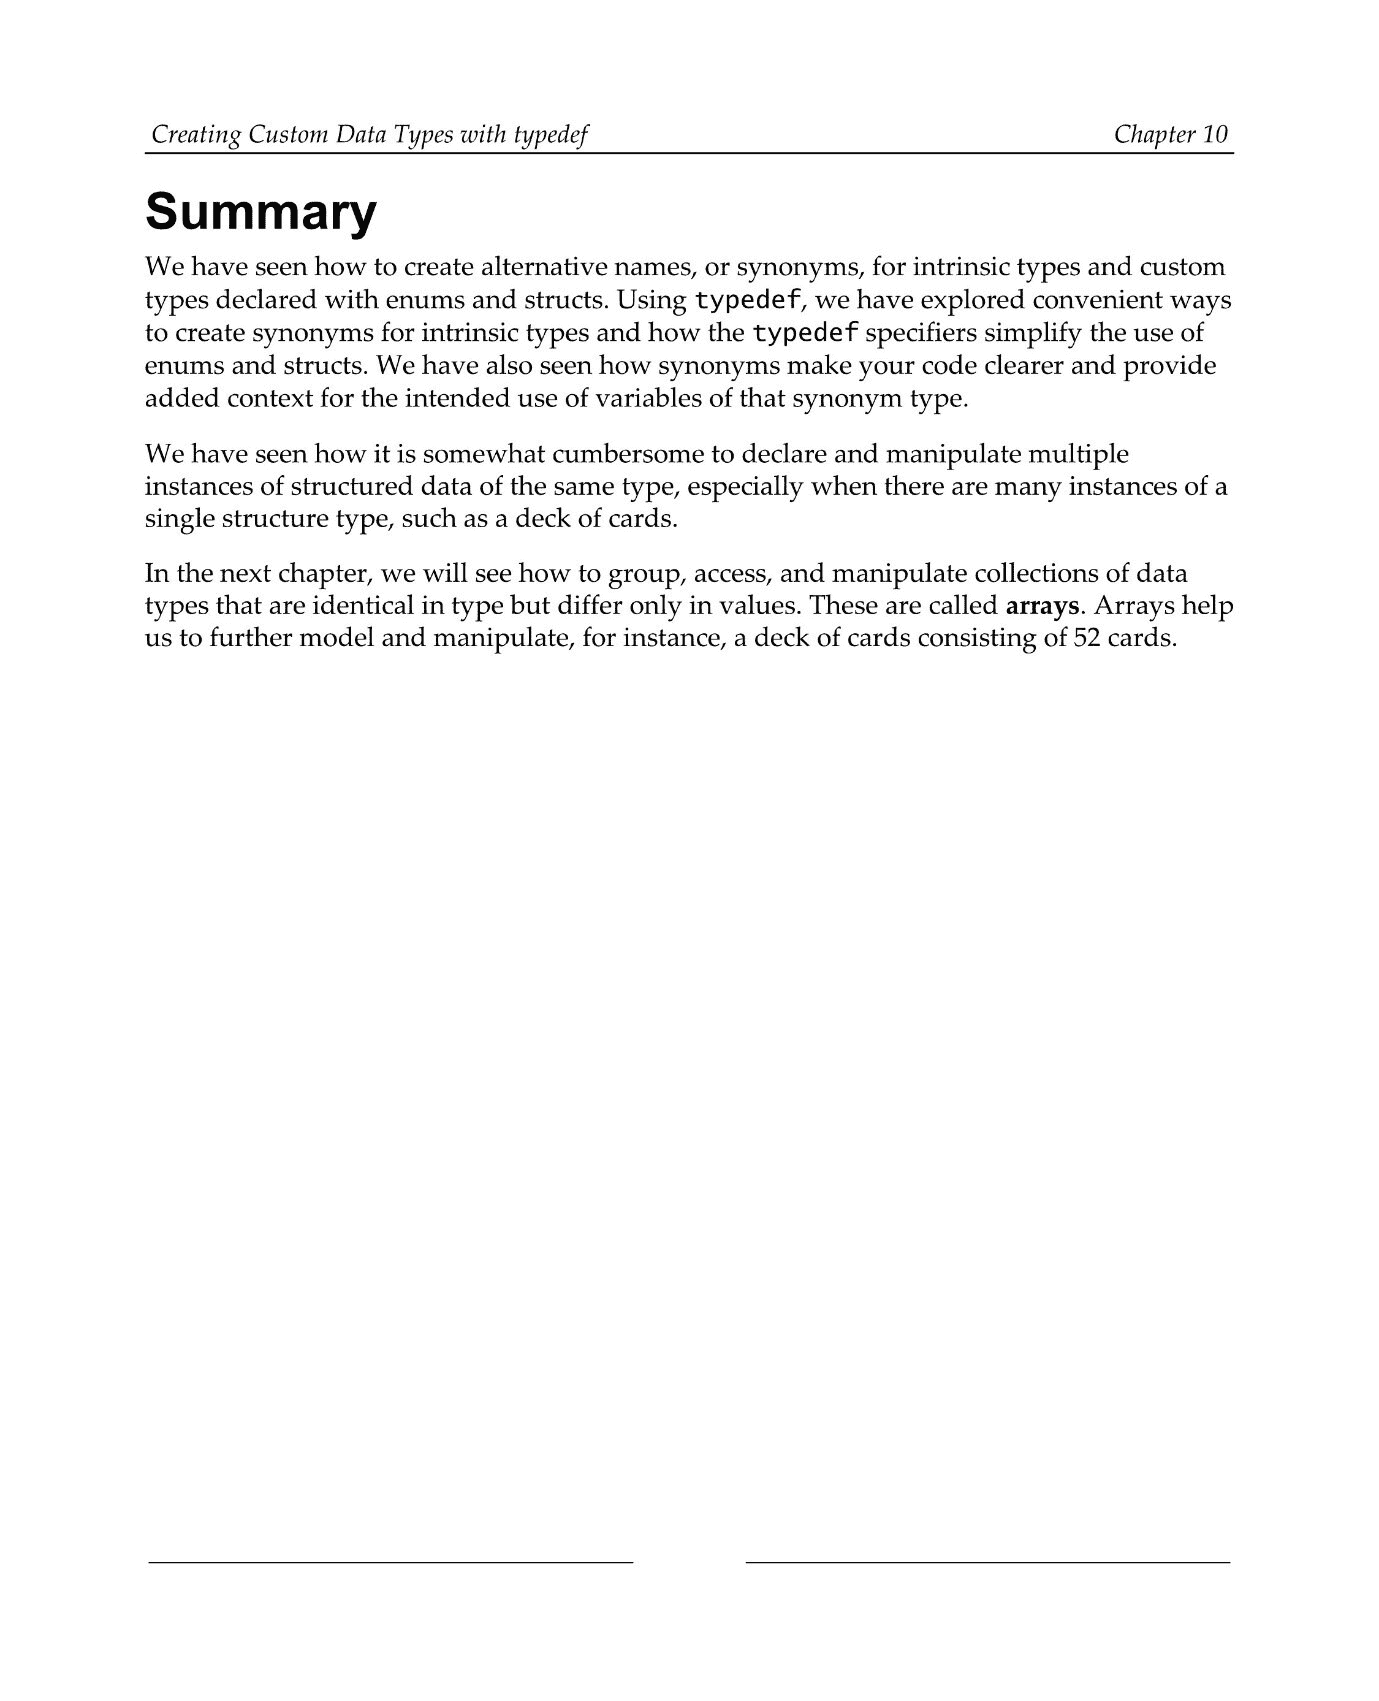 Creating Custom Data Types with typedef Chapter 10
Summary
We have seen how to create alternative names, or synonyms, for intrinsic types and custom
types declared with enums and structs. Using typedef, we have explored convenient ways
to create synonyms for intrinsic types and how the typedef specifiers simplify the use of
enums and structs. We have also seen how synonyms make your code clearer and provide
added context for the intended use of variables of that synonym type.
We have seen how it is somewhat cumbersome to declare and manipulate multiple
instances of structured data of the same type, especially when there are many instances of a
single structure type, such as a deck of cards.
In the next chapter, we will see how to group, access, and manipulate collections of data
types that are identical in type but differ only in values. These are called arrays. Arrays help
us to further model and manipulate, for instance, a deck of cards consisting of 52 cards.